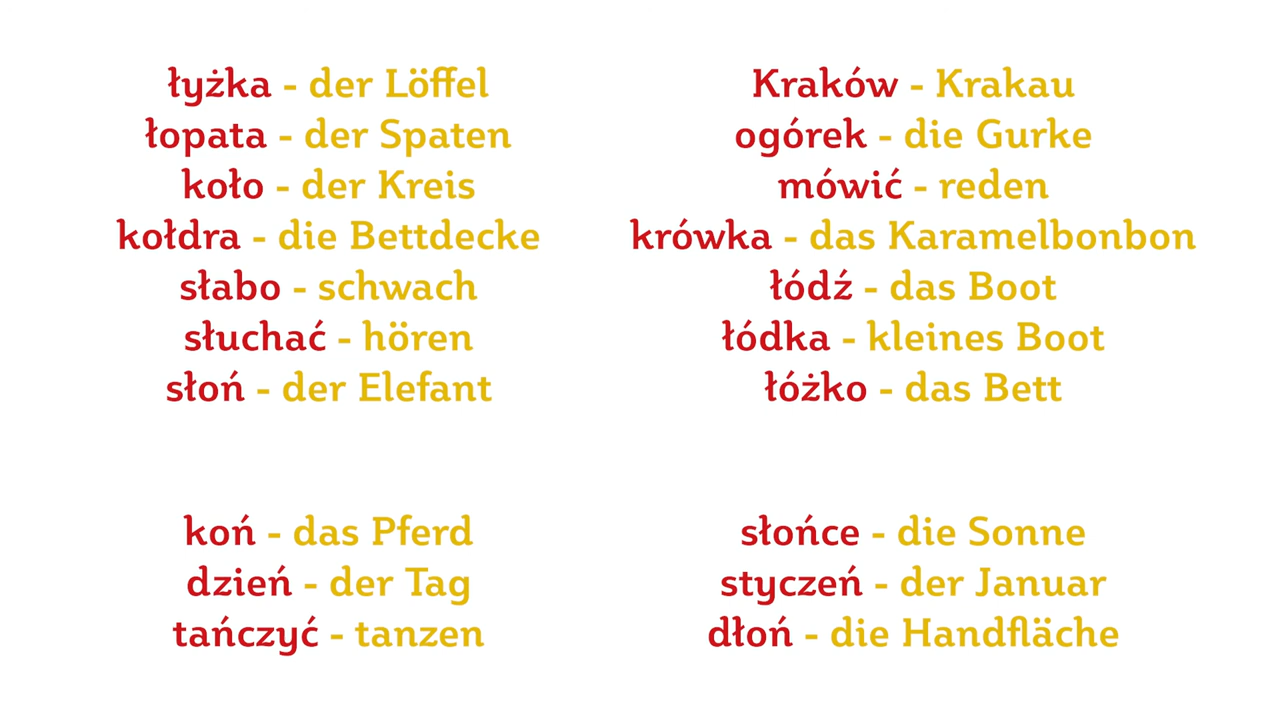 łyżka - der Löffel
łopata - der Spaten
koło - der Kreis
kołdra - die Bettdecke
słabo - schwach
słuchać - hören
słoń - der Elefant
Kraków - Krakau
ogórek - die Gurke
mówić - reden
krówka - das Karamelbonbon
łódź - das Boot
łódka - kleines Boot
łóżko - das Bett
koń - das Pferd
dzień - der Tag
tańczyć - tanzen
słońce - die Sonne
styczeń - der Januar
dłoń - die Handfläche